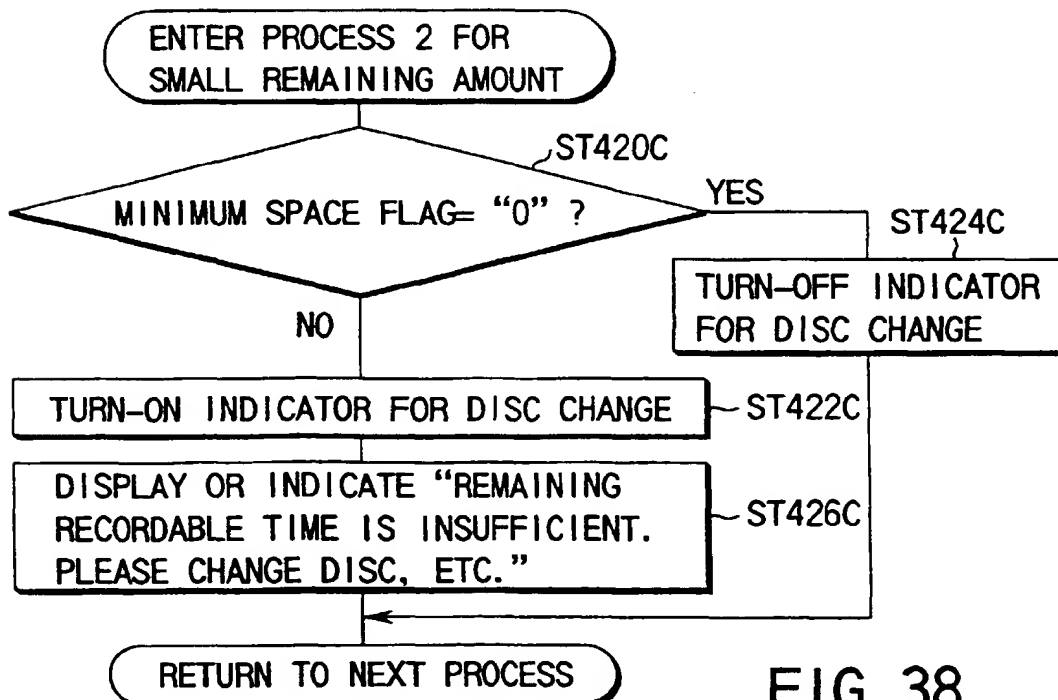 ENTER PROCESS 2 FOR
SMALL REMAINING AMOUNT
ST420C
MINIMUM SPACE FLAG= “0” ?
YES
ST424C
TURN-OFF INDICATOR
FOR DISC CHANGE
NO
TURN-ON INDICATOR FOR DISC CHANGE
ST422C
DISPLAY OR INDICATE “REMAINING
RECORDABLE TIME IS INSUFFICIENT.
PLEASE CHANGE DISC, ETC.”
ST426C
RETURN TO NEXT PROCESS
FIG. 38